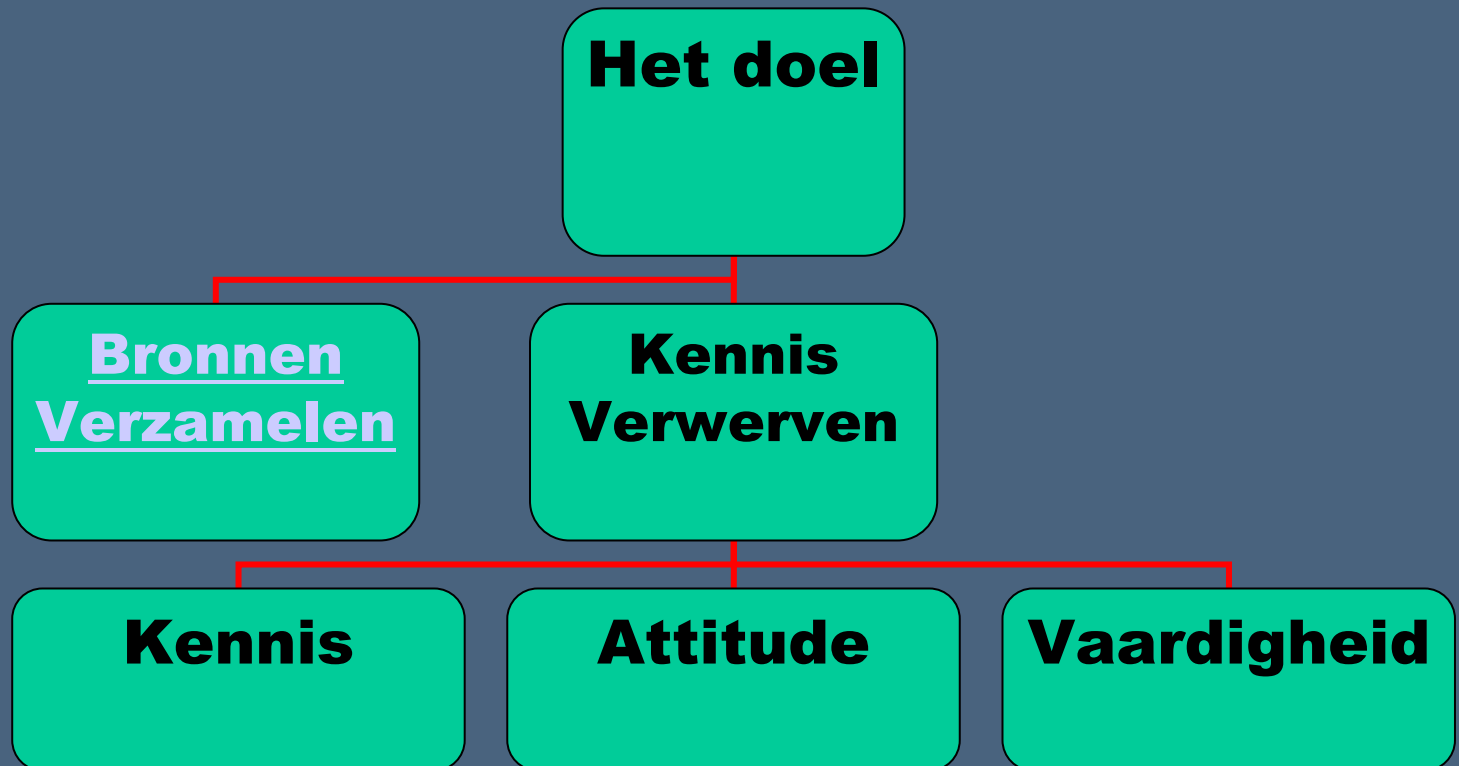 Het doel
Bronnen
Verzamelen
Kennis
Verwerven
Kennis
Attitude
Vaardigheid